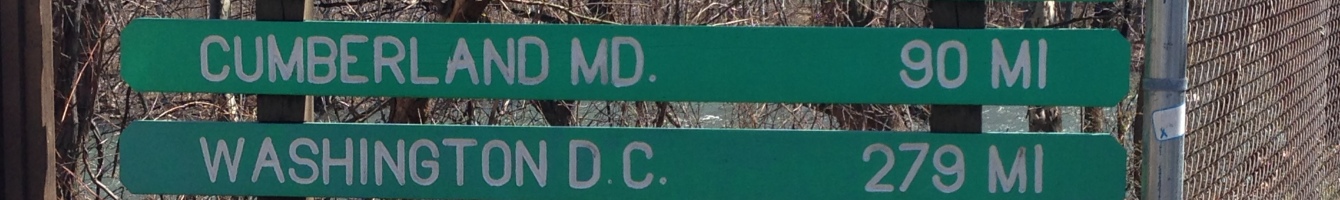 CUMBERLAND MD. 90 MI
WASHINGTON D.C. 279 MI